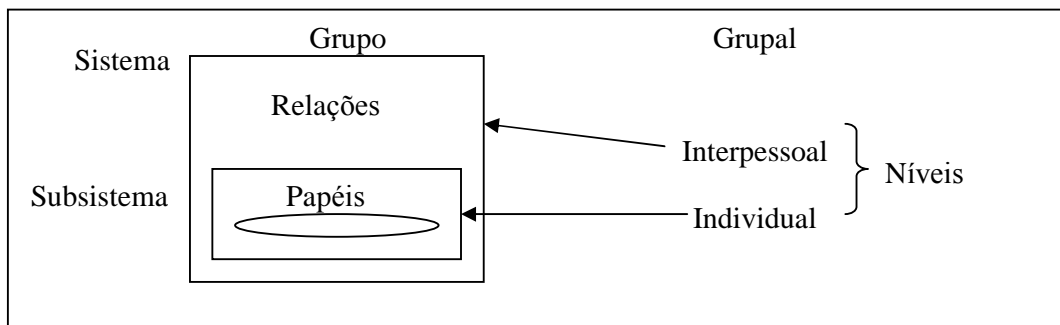 Grupo Grupal
Sistema
Relações
Interpessoal
Níveis
Subsistema Papéis
Individual